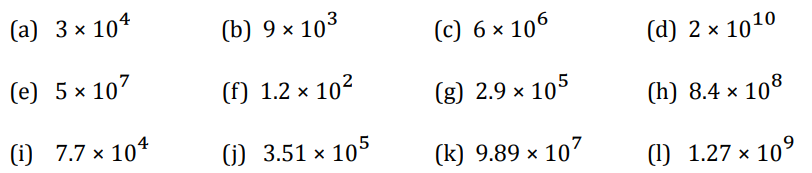 (a) 3 × 10⁴ (b) 9 × 10³ (c) 6 × 10⁶ (d) 2 × 10¹⁰
(e) 5 × 10⁷ (f) 1.2 × 10² (g) 2.9 × 10⁵ (h) 8.4 × 10⁸
(i) 7.7 × 10⁴ (j) 3.51 × 10⁵ (k) 9.89 × 10⁷ (l) 1.27 × 10⁹